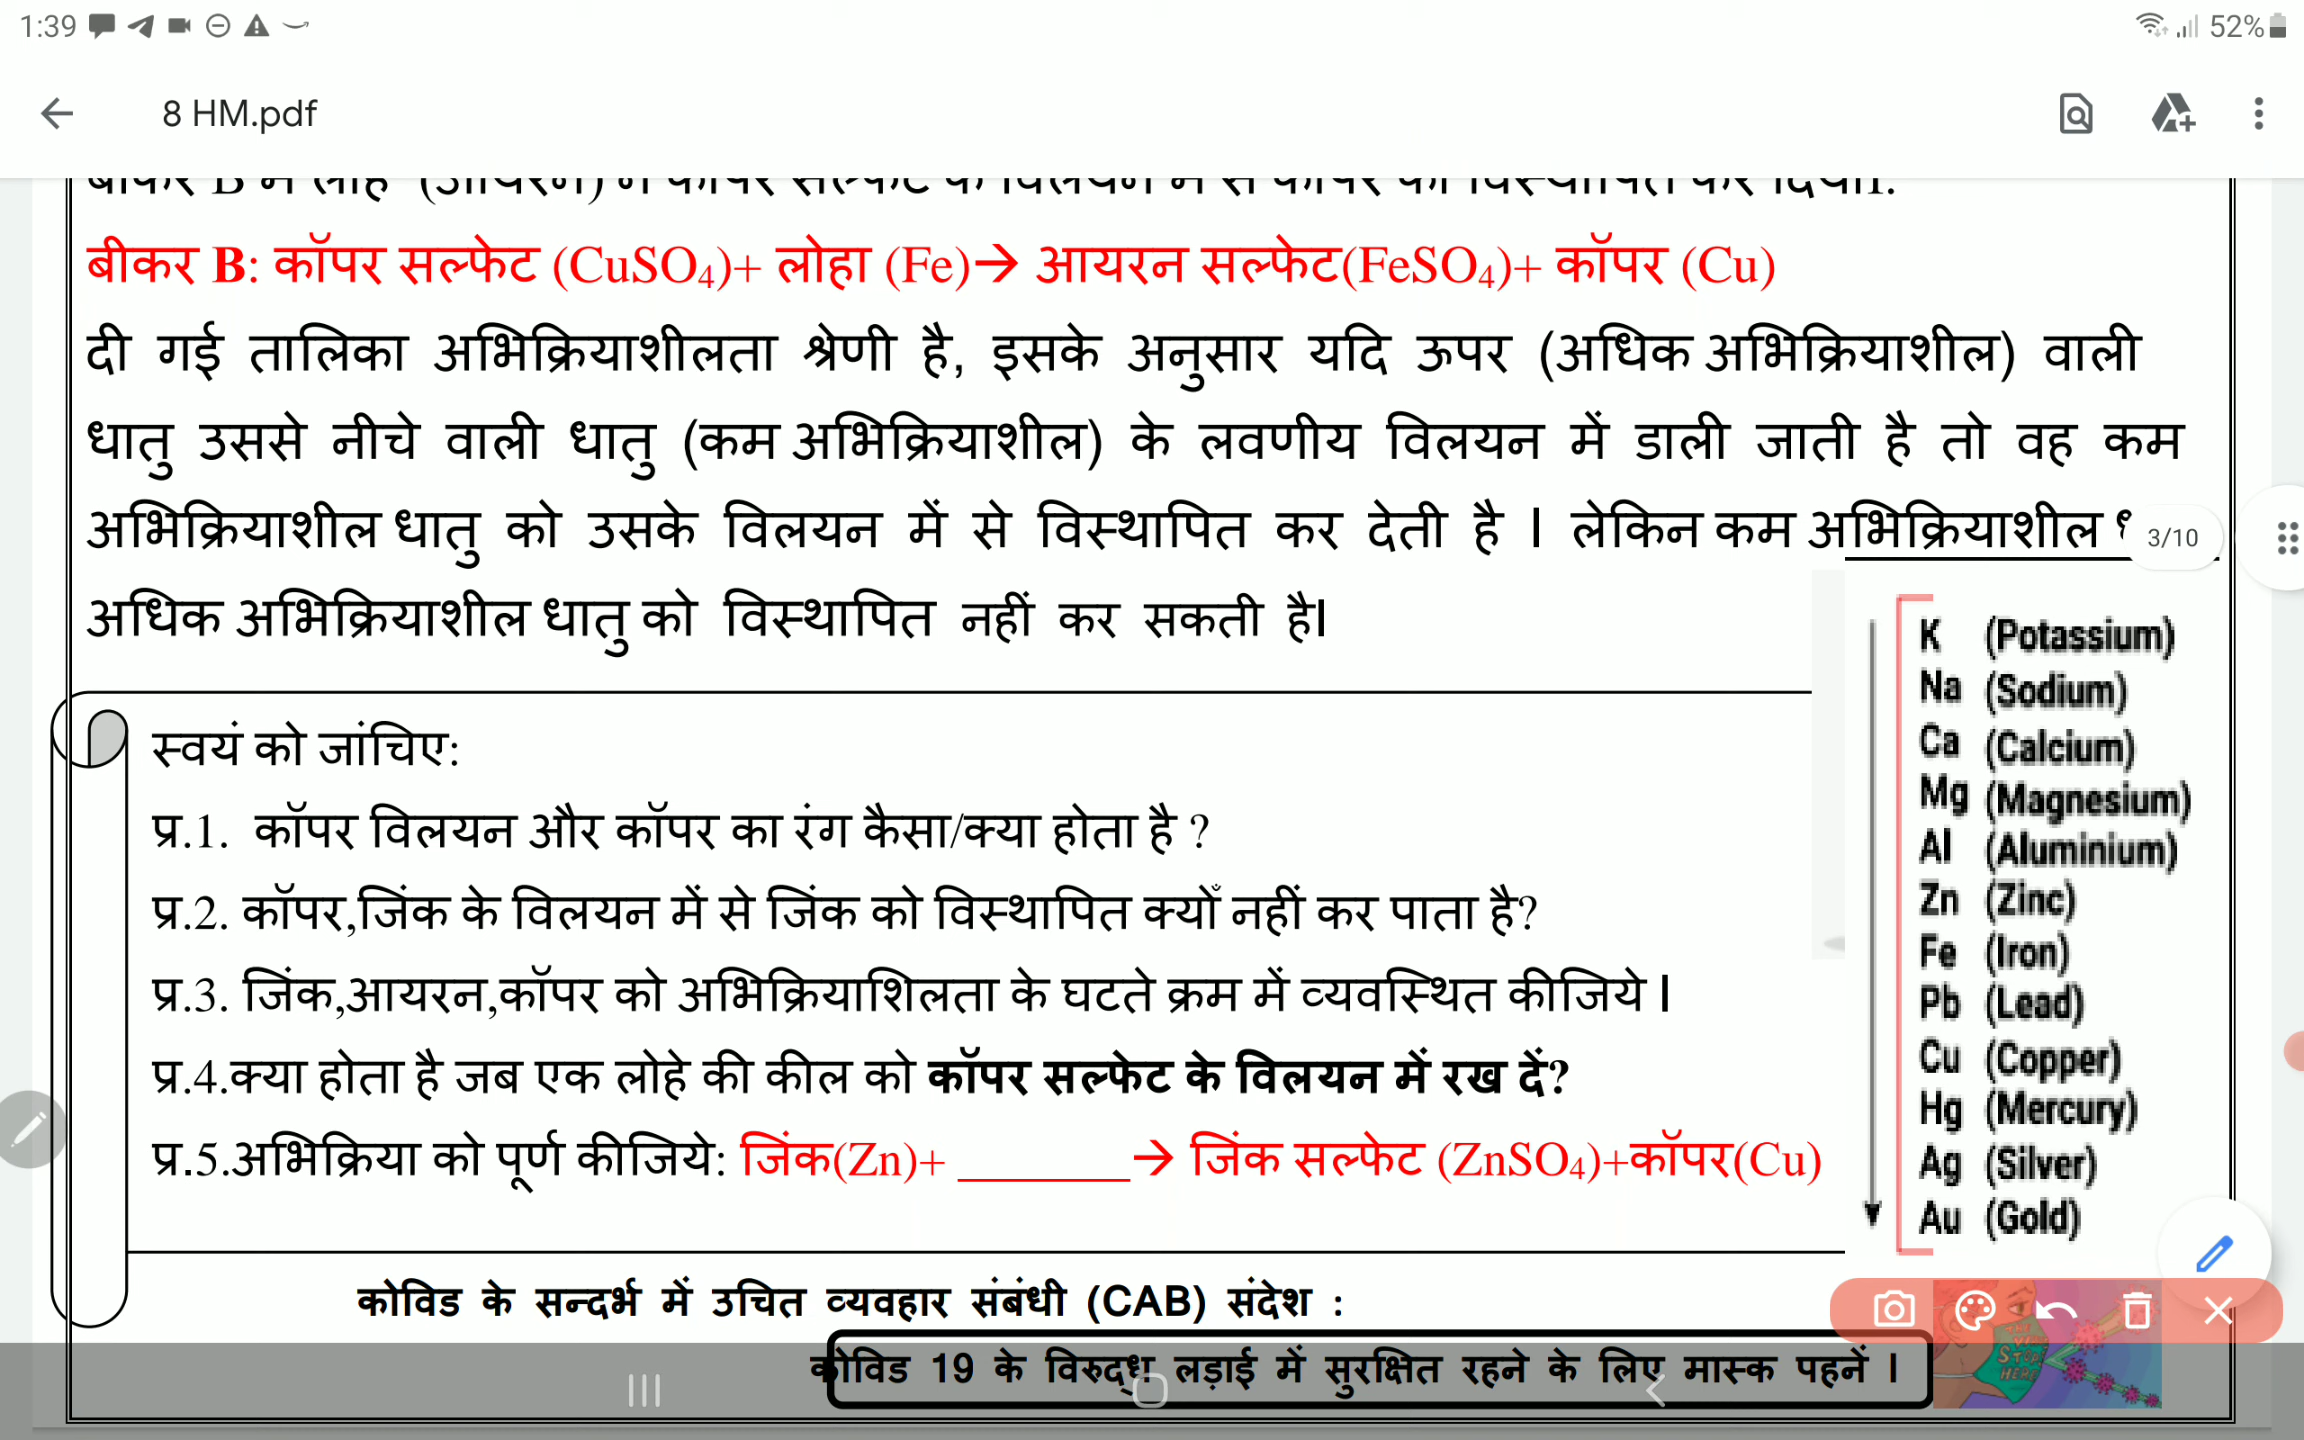 1:39
52%
8 HM.pdf
बीकर B: कॉपर सल्फेट (CuSO₄)+ लोहा (Fe)→ आयरन सल्फेट(FeSO₄)+ कॉपर (Cu)
दी गई तालिका अभिक्रियाशीलता श्रेणी है, इसके अनुसार यदि ऊपर (अधिक अभिक्रियाशील) वाली
धातु उससे नीचे वाली धातु (कम अभिक्रियाशील) के लवणीय विलयन में डाली जाती है तो वह कम
अभिक्रियाशील धातु को उसके विलयन में से विस्थापित कर देती है । लेकिन कम अभिक्रियाशील
3/10
अधिक अभिक्रियाशील धातु को विस्थापित नहीं कर सकती है।
स्वयं को जांचिए:
प्र.1. कॉपर विलयन और कॉपर का रंग कैसा/क्या होता है ?
प्र.2. कॉपर,जिंक के विलयन में से जिंक को विस्थापित क्योँ नहीं कर पाता है?
प्र.3. जिंक,आयरन,कॉपर को अभिक्रियाशिलता के घटते क्रम में व्यवस्थित कीजिये ।
प्र.4.क्या होता है जब एक लोहे की कील को कॉपर सल्फेट के विलयन में रख दें?
प्र.5.अभिक्रिया को पूर्ण कीजिये: जिंक(Zn)+ ________→ जिंक सल्फेट (ZnSO₄)+कॉपर(Cu)
K (Potassium)
Na (Sodium)
Ca (Calcium)
Mg (Magnesium)
Al (Aluminium)
Zn (Zinc)
Fe (Iron)
Pb (Lead)
Cu (Copper)
Hg (Mercury)
Ag (Silver)
Au (Gold)
कोविड के सन्दर्भ में उचित व्यवहार संबंधी (CAB) संदेश :
कोविड 19 के विरुद्ध लड़ाई में सुरक्षित रहने के लिए मास्क पहनें ।
STOP
HERE